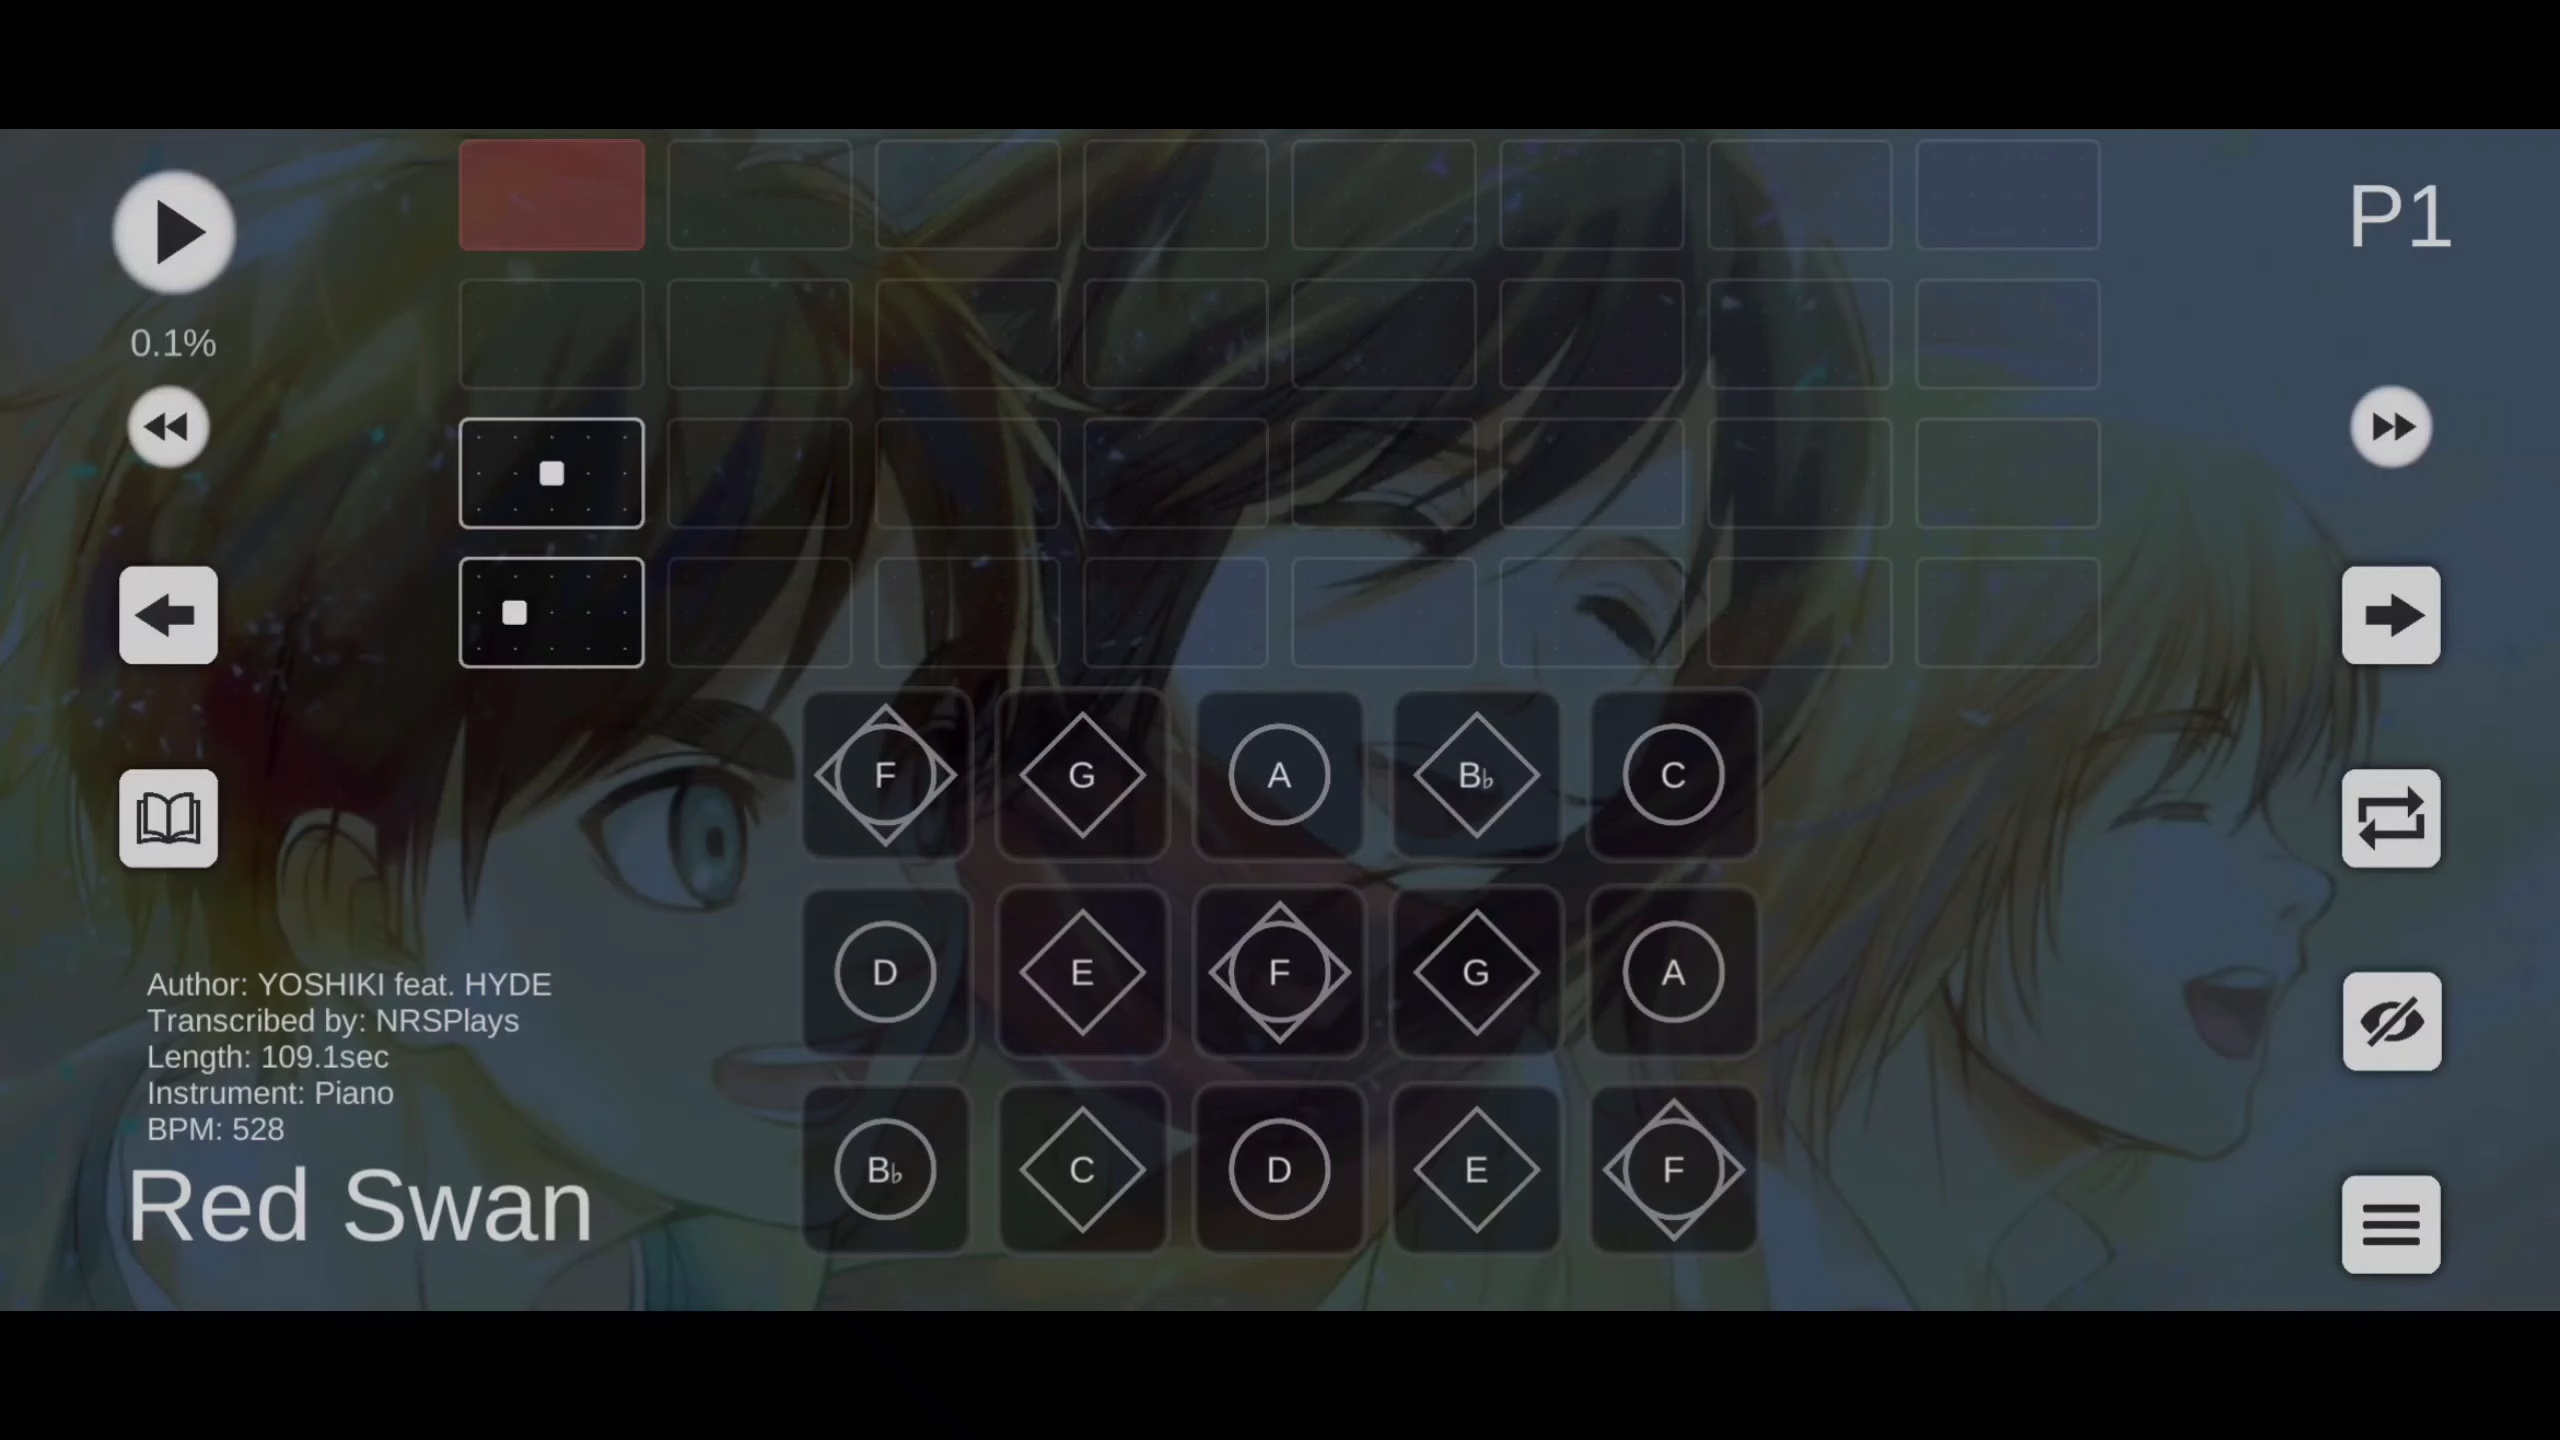 P1
0.1%
F G A B♭ C
D E F G A
B♭ C D E F
Author: YOSHIKI feat. HYDE
Transcribed by: NRSPlays
Length: 109.1sec
Instrument: Piano
BPM: 528
Red Swan